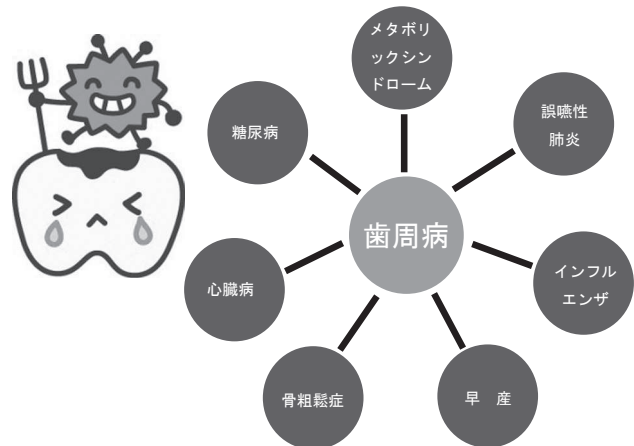 メタボリ
ックシン
ドローム
誤嚥性
肺炎
糖尿病
歯周病
インフル
エンザ
心臓病
骨粗鬆症
早　産